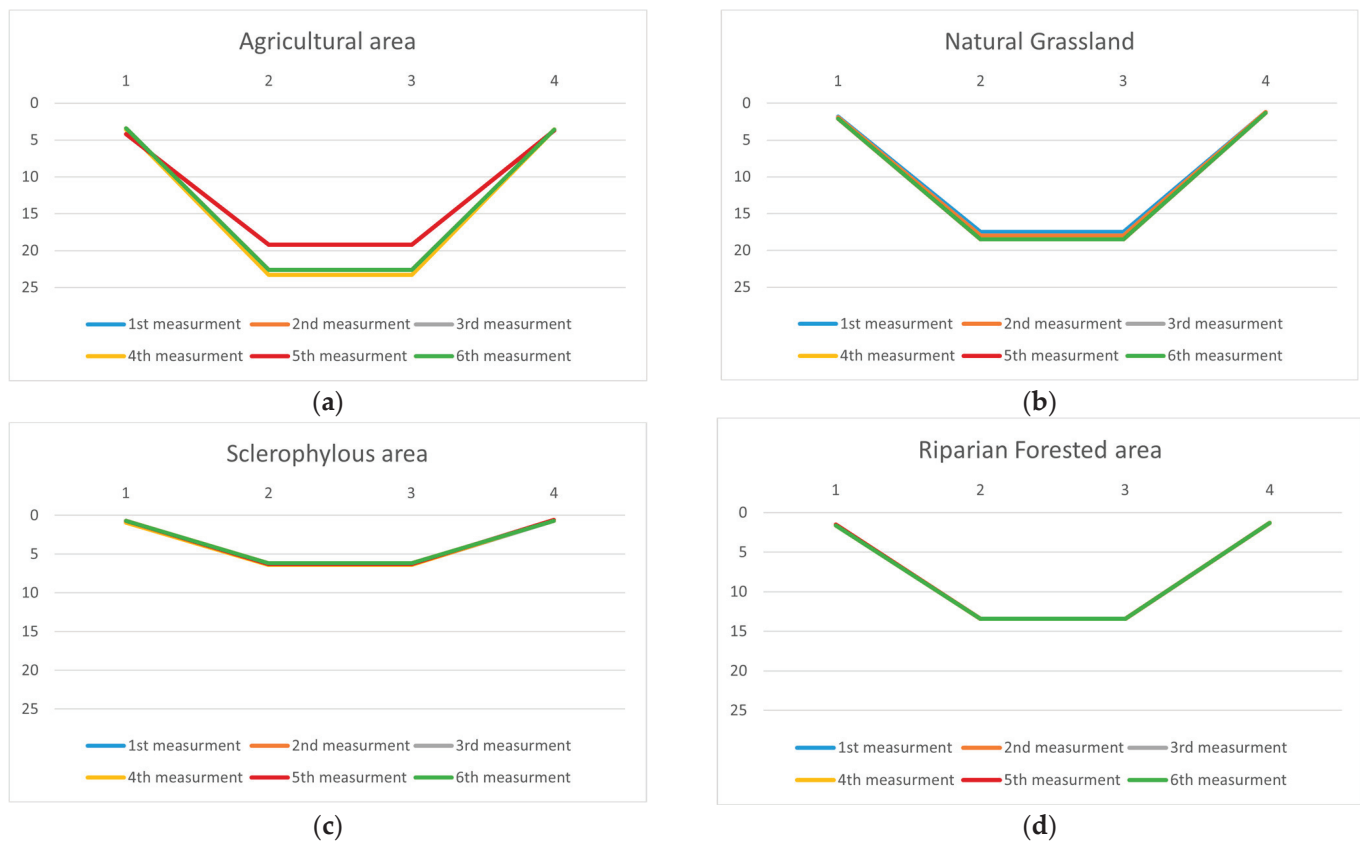 Agricultural area
1 2 3 4
0
5
10
15
20
25
1st measurment 2nd measurment 3rd measurment
4th measurment 5th measurment 6th measurment
(a)
Natural Grassland
1 2 3 4
0
5
10
15
20
25
1st measurment 2nd measurment 3rd measurment
4th measurment 5th measurment 6th measurment
(b)
Sclerophylous area
1 2 3 4
0
5
10
15
20
25
1st measurment 2nd measurment 3rd measurment
4th measurment 5th measurment 6th measurment
(c)
Riparian Forested area
1 2 3 4
0
5
10
15
20
25
1st measurment 2nd measurment 3rd measurment
4th measurment 5th measurment 6th measurment
(d)